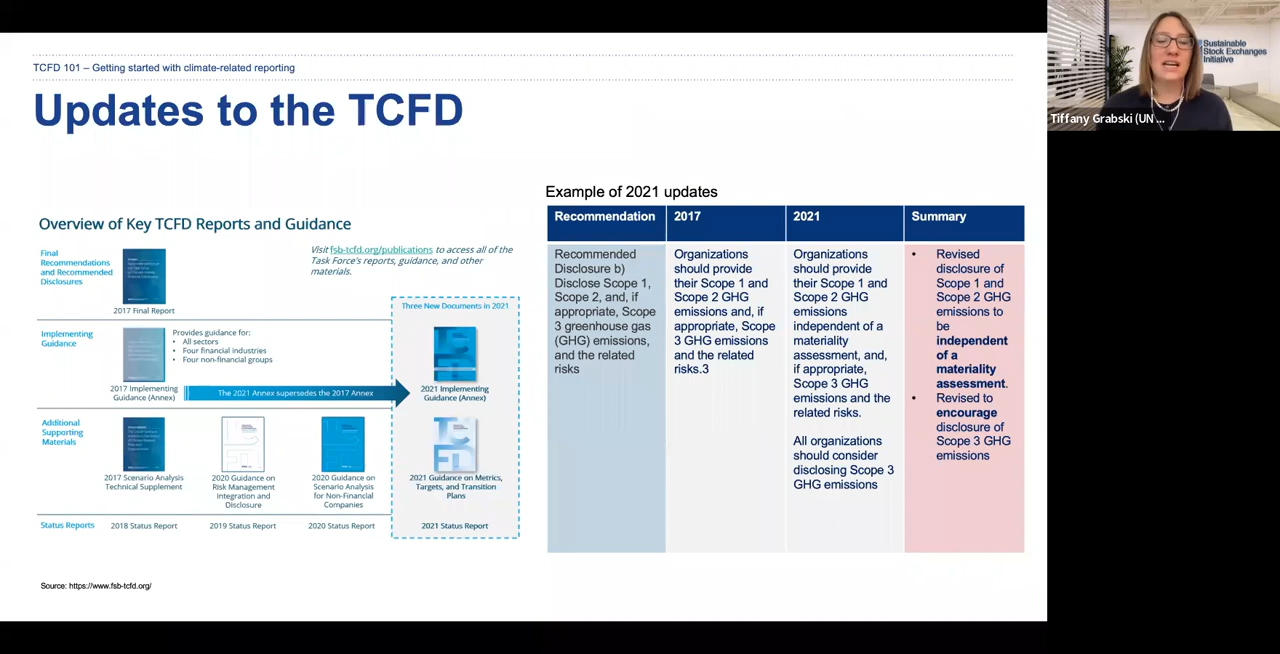 TCFD 101 – Getting started with climate-related reporting
Updates to the TCFD
Overview of Key TCFD Reports and Guidance
Visit fsb-tcfd.org/publications to access all of the
Task Force's reports, guidance, and other
materials.
Final
Recommendations
and Recommended
Disclosures
2017 Final Report
Three New Documents in 2021
Implementing
Guidance
Provides guidance for:
• All sectors
• Four financial industries
• Four non-financial groups
2017 Implementing
Guidance (Annex)
The 2021 Annex supersedes the 2017 Annex
2021 Implementing
Guidance (Annex)
Additional
Supporting
Materials
2017 Scenario Analysis
Technical Supplement
2020 Guidance on
Risk Management
Integration and
Disclosure
2020 Guidance on
Scenario Analysis
for Non-Financial
Companies
TC
FD
2021 Guidance on Metrics,
Targets, and Transition
Plans
Status Reports
2018 Status Report
2019 Status Report
2020 Status Report
2021 Status Report
Source: https://www.fsb-tcfd.org/
Example of 2021 updates
Recommendation
2017
2021
Summary
Recommended
Disclosure b)
Disclose Scope 1,
Scope 2, and, if
appropriate, Scope
3 greenhouse gas
(GHG) emissions,
and the related
risks
Organizations
should provide
their Scope 1 and
Scope 2 GHG
emissions and, if
appropriate, Scope
3 GHG emissions
and the related
risks.3
Organizations
should provide
their Scope 1 and
Scope 2 GHG
emissions
independent of a
materiality
assessment, and,
if appropriate,
Scope 3 GHG
emissions and the
related risks.
All organizations
should consider
disclosing Scope 3
GHG emissions
• Revised
disclosure of
Scope 1 and
Scope 2 GHG
emissions to
be
independent
of a
materiality
assessment.
• Revised to
encourage
disclosure of
Scope 3 GHG
emissions
Sustainable
Stock Exchanges
Initiative
Tiffany Grabski (UN ...